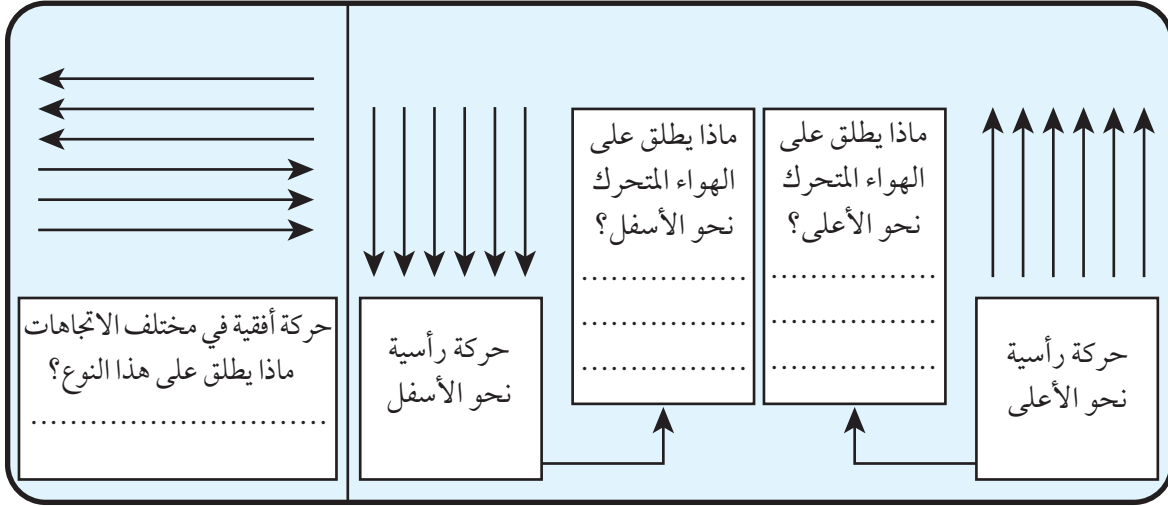 حركة رأسية
نحو الأعلى
ماذا يطلق على
الهواء المتحرك
نحو الأعلى؟
................
................
................
ماذا يطلق على
الهواء المتحرك
نحو الأسفل؟
................
................
................
حركة رأسية
نحو الأسفل
حركة أفقية في مختلف الاتجاهات
ماذا يطلق على هذا النوع؟
..............................